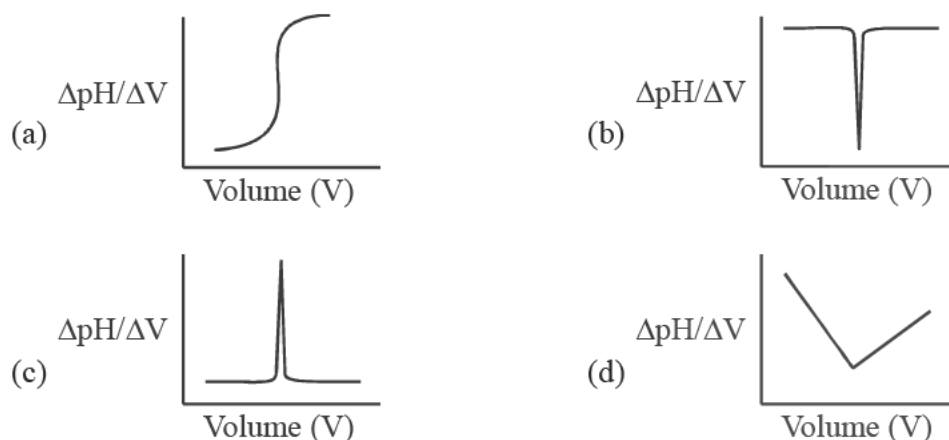 (a) ΔpH/ΔV
Volume (V)
(b) ΔpH/ΔV
Volume (V)
(c) ΔpH/ΔV
Volume (V)
(d) ΔpH/ΔV
Volume (V)